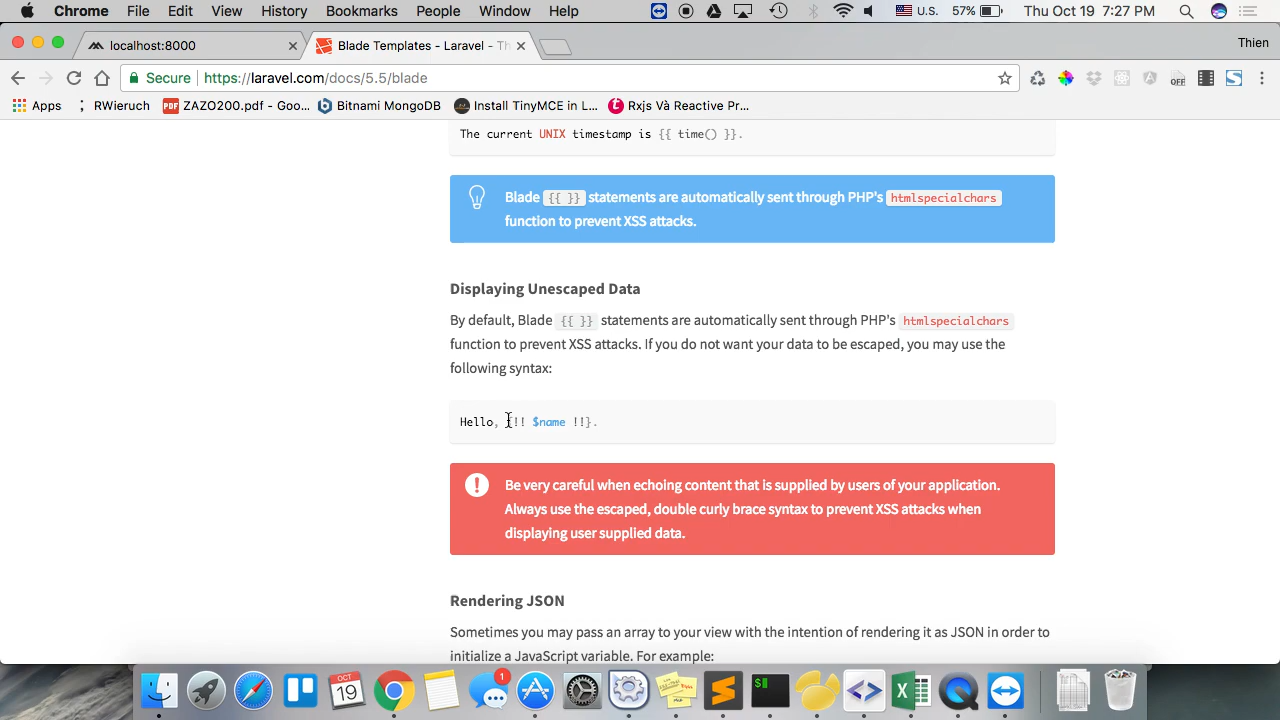 Chrome File Edit View History Bookmarks People Window Help U.S. 57% Thu Oct 19 7:27 PM
localhost:8000 Blade Templates - Laravel - Th Thien
Secure https://laravel.com/docs/5.5/blade OFF
Apps RWieruch PDF ZAZO200.pdf - Goo... Bitnami MongoDB Install TinyMCE in L... Rxjs Và Reactive Pr...
The current UNIX timestamp is {{ time() }}.
Blade {{ }} statements are automatically sent through PHP's htmlspecialchars
function to prevent XSS attacks.
Displaying Unescaped Data
By default, Blade {{ }} statements are automatically sent through PHP's htmlspecialchars
function to prevent XSS attacks. If you do not want your data to be escaped, you may use the
following syntax:
Hello, {!! $name !!}.
Be very careful when echoing content that is supplied by users of your application.
Always use the escaped, double curly brace syntax to prevent XSS attacks when
displaying user supplied data.
Rendering JSON
Sometimes you may pass an array to your view with the intention of rendering it as JSON in order to
initialize a JavaScript variable. For example:
OCT
19
1
$